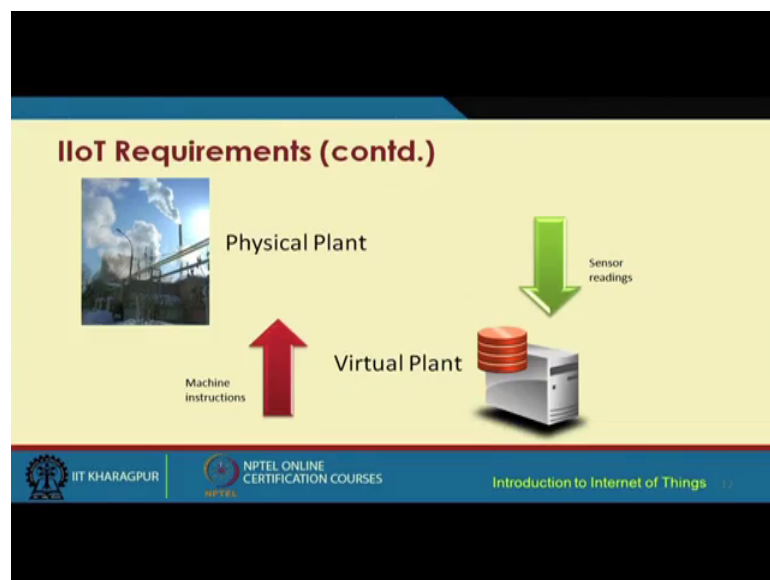 IIoT Requirements (contd.)
Physical Plant
Sensor
readings
Virtual Plant
Machine
instructions
IIT KHARAGPUR
NPTEL
NPTEL ONLINE
CERTIFICATION COURSES
Introduction to Internet of Things